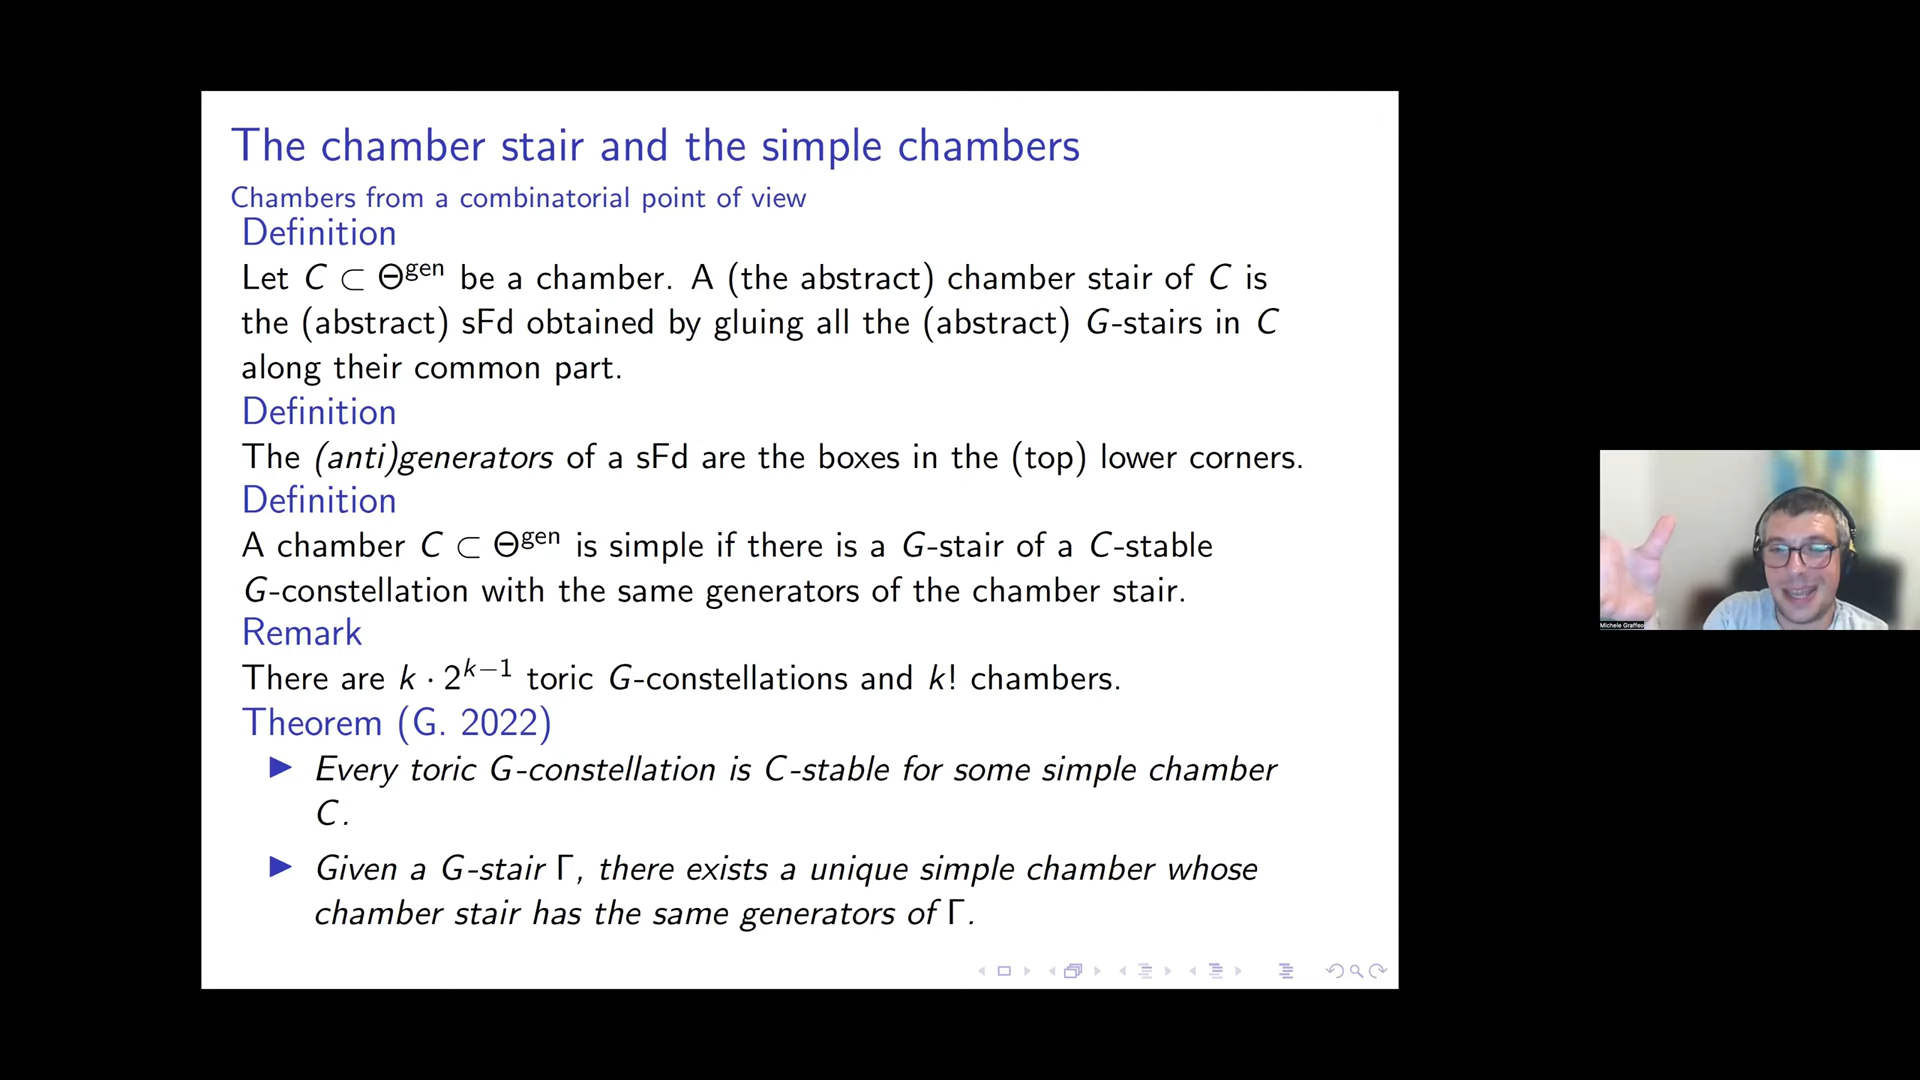 The chamber stair and the simple chambers
Chambers from a combinatorial point of view
Definition
Let C ⊂ Θ^gen be a chamber. A (the abstract) chamber stair of C is
the (abstract) sFd obtained by gluing all the (abstract) G-stairs in C
along their common part.
Definition
The (anti)generators of a sFd are the boxes in the (top) lower corners.
Definition
A chamber C ⊂ Θ^gen is simple if there is a G-stair of a C-stable
G-constellation with the same generators of the chamber stair.
Remark
There are k · 2^{k−1} toric G-constellations and k! chambers.
Theorem (G. 2022)
▶ Every toric G-constellation is C-stable for some simple chamber
C.
▶ Given a G-stair Γ, there exists a unique simple chamber whose
chamber stair has the same generators of Γ.
Michele Graffeo